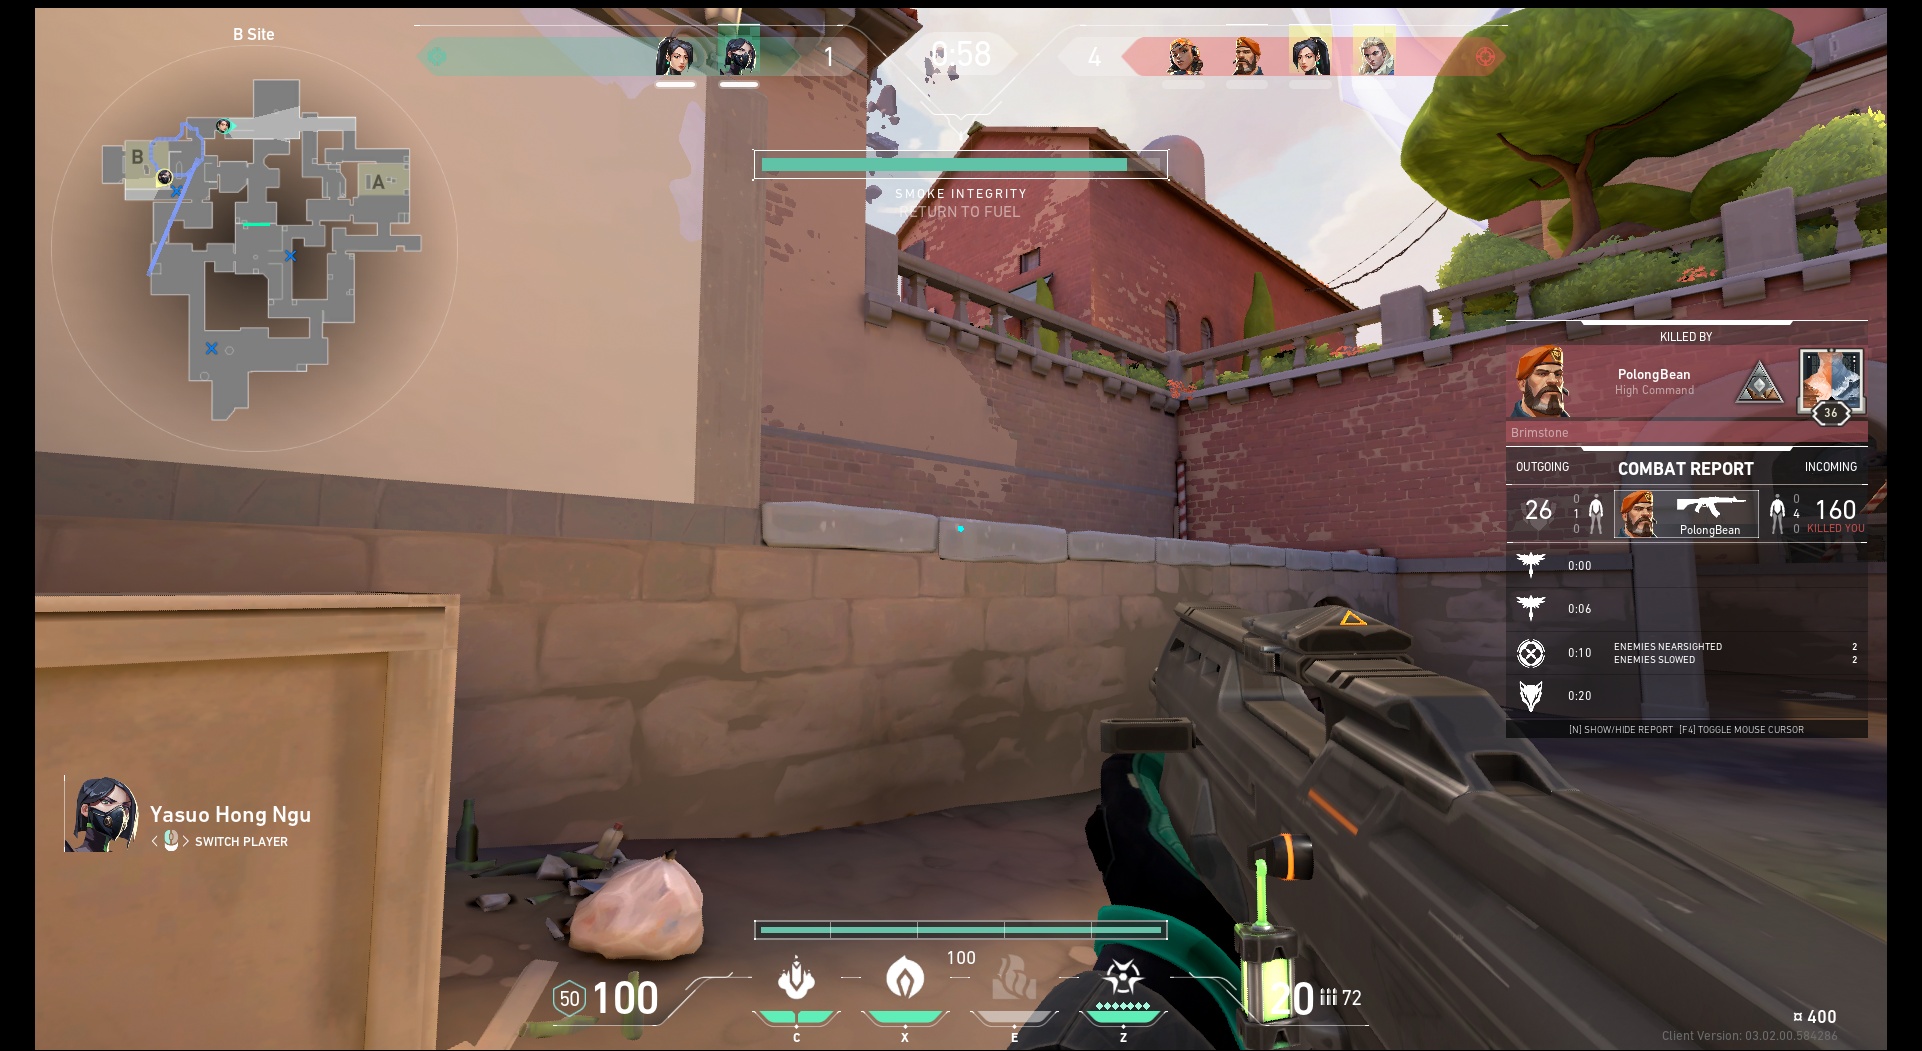 B Site
1
0:58
4
B
A
SMOKE INTEGRITY
RETURN TO FUEL
KILLED BY
PolongBean
High Command
36
Brimstone
OUTGOING
COMBAT REPORT
INCOMING
26
0
1
0
PolongBean
0
4
0
160
KILLED YOU
0:00
0:06
0:10
ENEMIES NEARSIGHTED 2
ENEMIES SLOWED 2
0:20
[N] SHOW/HIDE REPORT [F4] TOGGLE MOUSE CURSOR
Yasuo Hong Ngu
< > SWITCH PLAYER
100
50
100
20
72
C
X
E
Z
¤ 400
Client Version: 03.02.00.584286